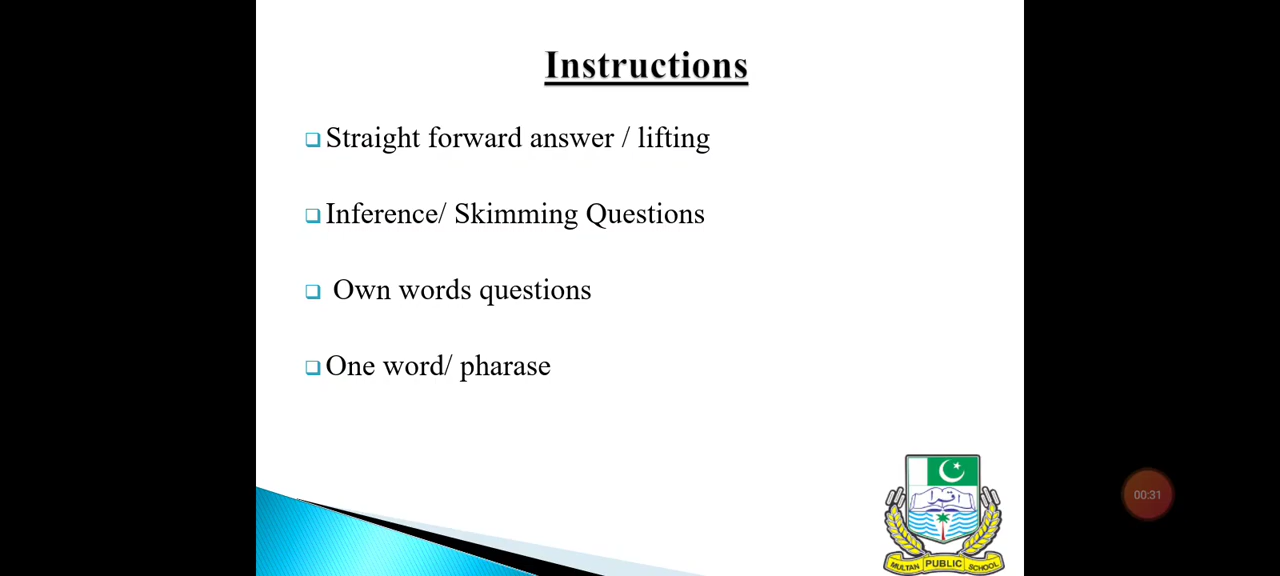 Instructions
Straight forward answer / lifting
Inference/ Skimming Questions
Own words questions
One word/ pharase
اقرا
MULTAN PUBLIC SCHOOL
00:31